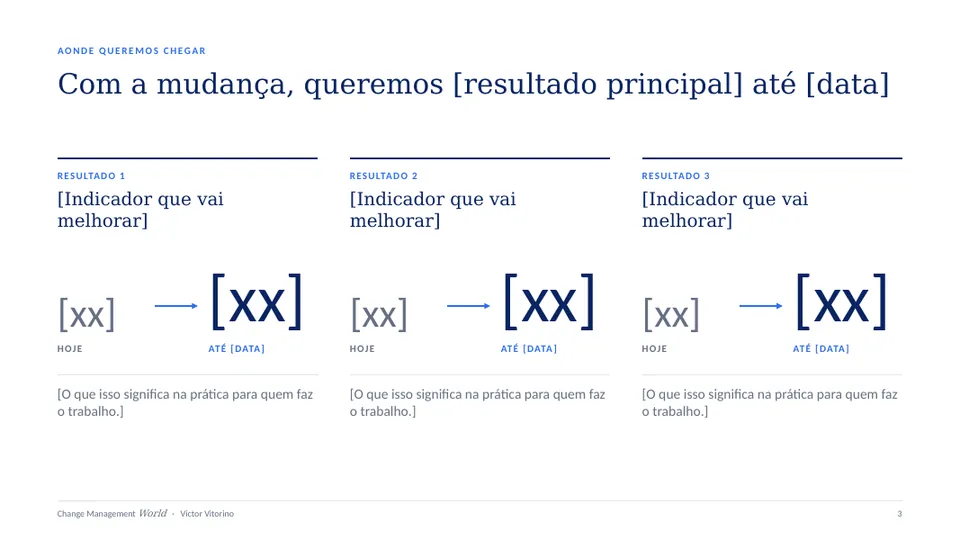 AONDE QUEREMOS CHEGAR
Com a mudança, queremos [resultado principal] até [data]
RESULTADO 1
[Indicador que vai
melhorar]
[xx]
[xx]
HOJE
ATÉ [DATA]
[O que isso significa na prática para quem faz
o trabalho.]
RESULTADO 2
[Indicador que vai
melhorar]
[xx]
[xx]
HOJE
ATÉ [DATA]
[O que isso significa na prática para quem faz
o trabalho.]
RESULTADO 3
[Indicador que vai
melhorar]
[xx]
[xx]
HOJE
ATÉ [DATA]
[O que isso significa na prática para quem faz
o trabalho.]
Change Management World · Víctor Vitorino
3